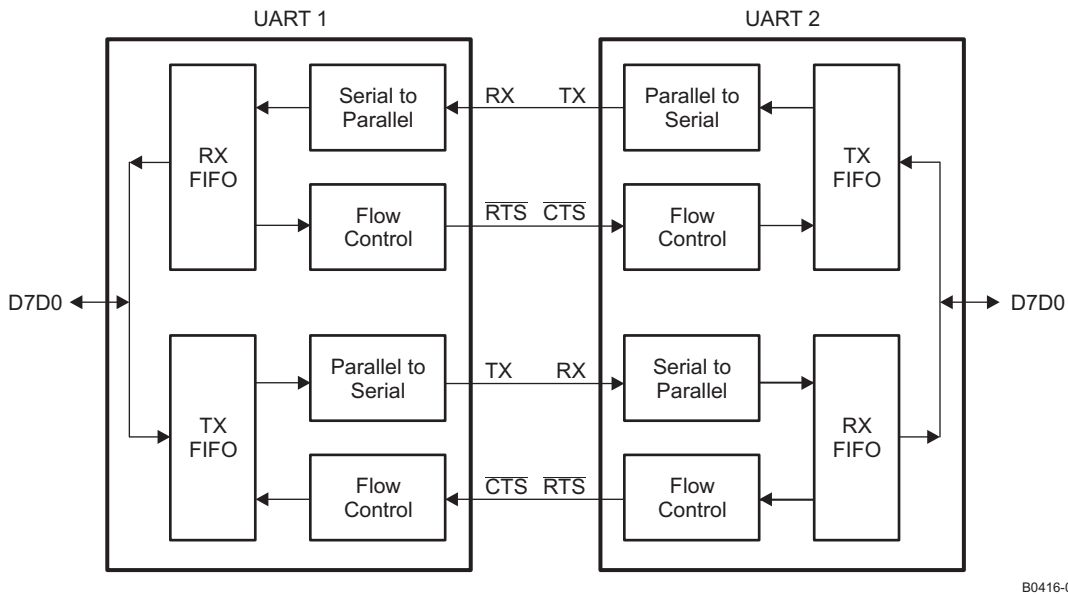 UART 1
UART 2
Serial to
Parallel
RX
TX
Parallel to
Serial
RX
FIFO
TX
FIFO
Flow
Control
RTS
CTS
Flow
Control
D7D0
D7D0
Parallel to
Serial
TX
RX
Serial to
Parallel
TX
FIFO
RX
FIFO
Flow
Control
CTS
RTS
Flow
Control